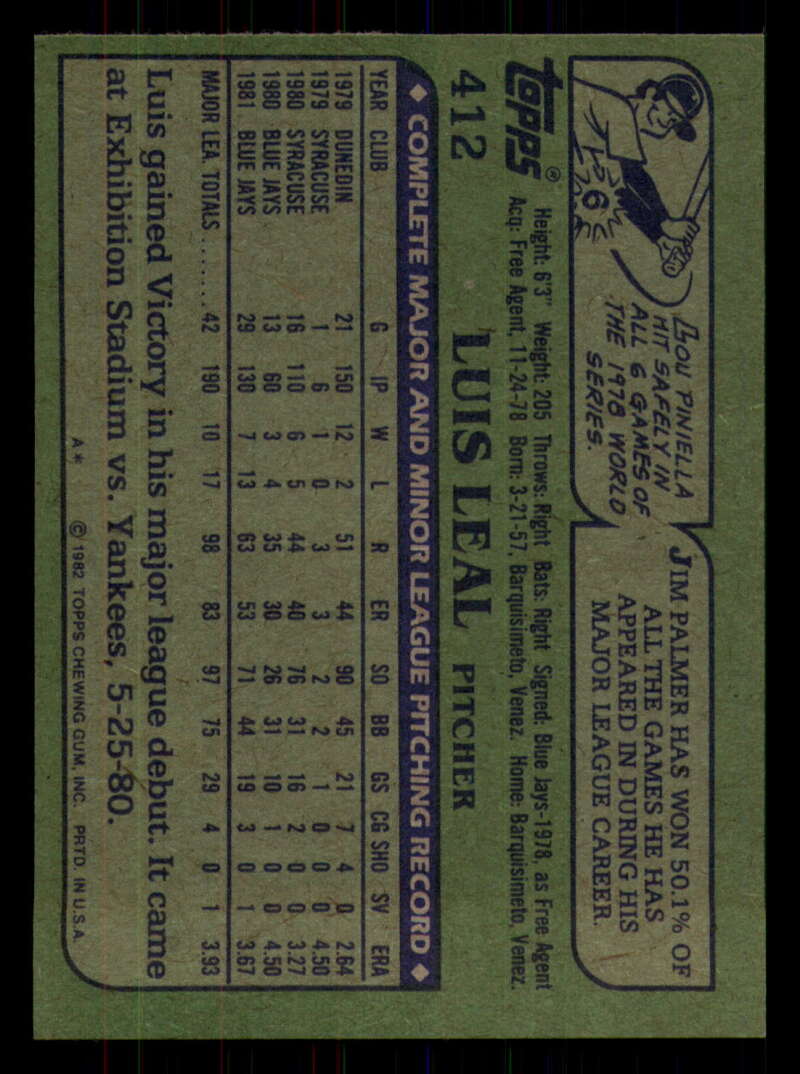 LOU PINIELLA
HIT SAFELY IN
ALL 6 GAMES OF
THE 1978 WORLD
SERIES.
6
JIM PALMER HAS WON 50.1% OF
ALL THE GAMES HE HAS
APPEARED IN DURING HIS
MAJOR LEAGUE CAREER.
topps®
Height: 6'3" Weight: 205 Throws: Right Bats: Right Signed: Blue Jays-1978, as Free Agent
Acq: Free Agent, 11-24-78 Born: 3-21-57, Barquisimeto, Venez. Home: Barquisimeto, Venez.
412 LUIS LEAL PITCHER
◆ COMPLETE MAJOR AND MINOR LEAGUE PITCHING RECORD ◆
YEAR CLUB G IP W L R ER SO BB GS CG SHO SV ERA
1979 DUNEDIN 21 150 12 2 51 44 90 45 21 7 4 0 2.64
1979 SYRACUSE 1 6 1 0 3 3 2 2 1 0 0 0 4.50
1980 SYRACUSE 16 110 6 5 44 40 76 31 16 2 0 0 3.27
1980 BLUE JAYS 13 60 3 4 35 30 26 31 10 1 0 0 4.50
1981 BLUE JAYS 29 130 7 13 63 53 71 44 19 3 0 1 3.67
MAJOR LEA. TOTALS ....... 42 190 10 17 98 83 97 75 29 4 0 1 3.93
Luis gained Victory in his major league debut. It came
at Exhibition Stadium vs. Yankees, 5-25-80.
A* © 1982 TOPPS CHEWING GUM, INC. PRTD. IN U.S.A.